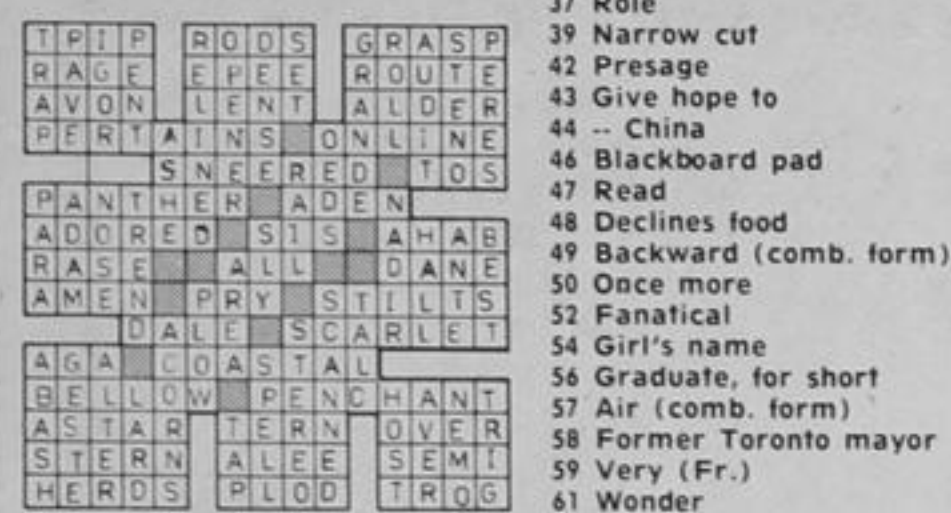 TRIP RODS GRASP
RAGE EPEE ROUTE
AVON LENT ALDER
PERTAINS ONLINE
SNEERED TOS
PANTHER ADEN
ADORED SIS AHAB
RASE ALL DANE
AMEN PRY STILTS
DALE SCARLET
AGA COASTAL
BELLOW PENCHANT
ASTAR TERN OVER
STERN ALEE SEMI
HERDS PLOD TROG
37 Role
39 Narrow cut
42 Presage
43 Give hope to
44 -- China
46 Blackboard pad
47 Read
48 Declines food
49 Backward (comb. form)
50 Once more
52 Fanatical
54 Girl's name
56 Graduate, for short
57 Air (comb. form)
58 Former Toronto mayor
59 Very (Fr.)
61 Wonder